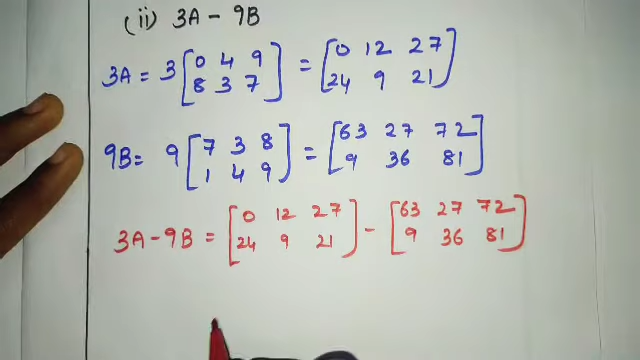 (ii) 3A - 9B
3A = 3 [0 4 9; 8 3 7] = [0 12 27; 24 9 21]
9B = 9 [7 3 8; 1 4 9] = [63 27 72; 9 36 81]
3A - 9B = [0 12 27; 24 9 21] - [63 27 72; 9 36 81]